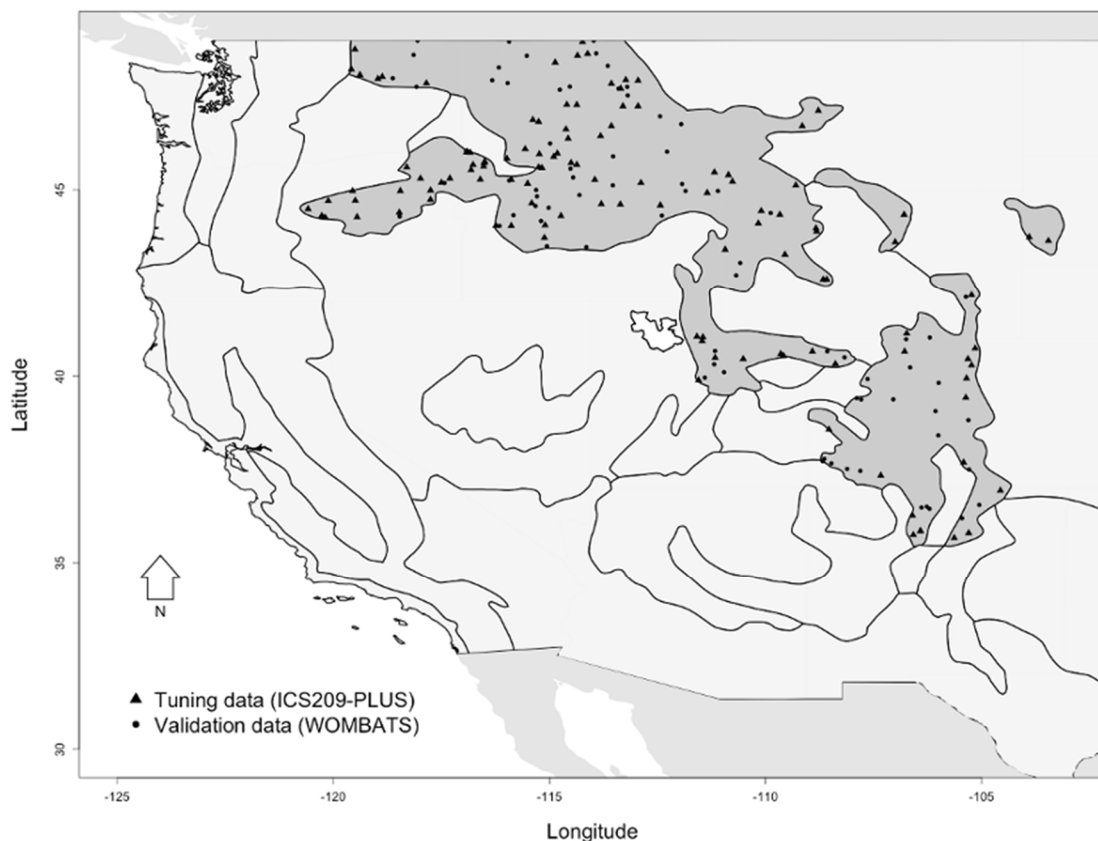 Latitude
45
40
35
30
N
Tuning data (ICS209-PLUS)
Validation data (WOMBATS)
-125
-120
-115
-110
-105
Longitude